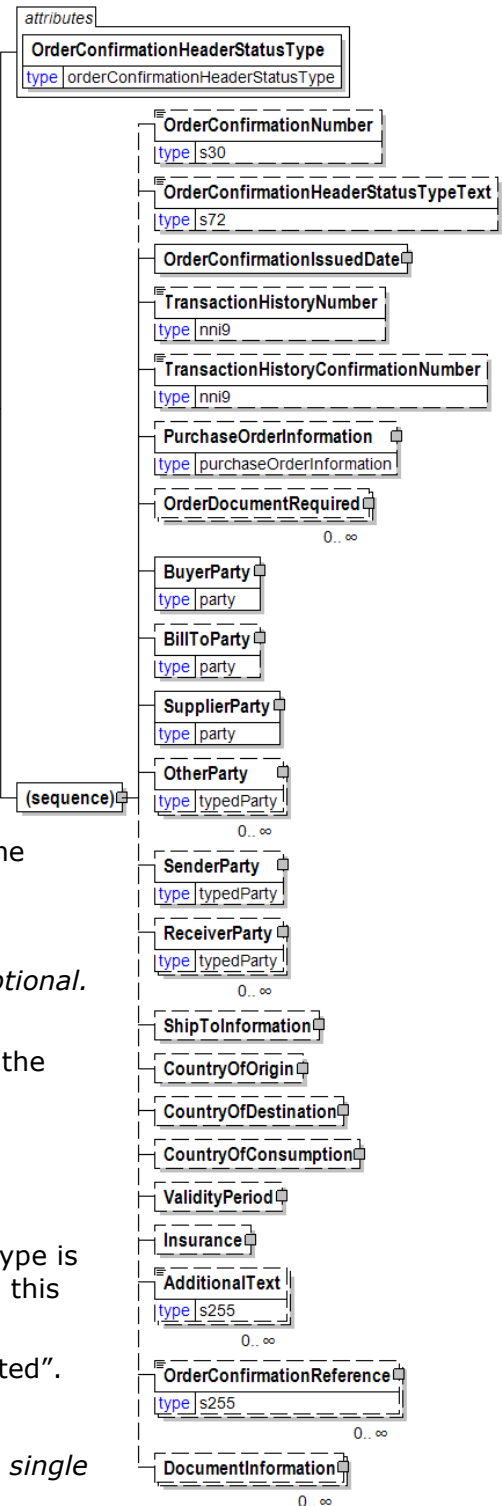 attributes
OrderConfirmationHeaderStatusType
type orderConfirmationHeaderStatusType
OrderConfirmationNumber
type s30
OrderConfirmationHeaderStatusTypeText
type s72
OrderConfirmationIssuedDate
TransactionHistoryNumber
type nni9
TransactionHistoryConfirmationNumber
type nni9
PurchaseOrderInformation
type purchaseOrderInformation
OrderDocumentRequired
0.. ∞
BuyerParty
type party
BillToParty
type party
SupplierParty
type party
OtherParty
(sequence)
type typedParty
0.. ∞
SenderParty
type typedParty
ReceiverParty
type typedParty
0.. ∞
ShipToInformation
the
CountryOfOrigin
CountryOfDestination
CountryOfConsumption
ValidityPeriod
Insurance
ype is
AdditionalText
this
type s255
0.. ∞
ted”.
OrderConfirmationReference
type s255
0.. ∞
single
DocumentInformation
0.. ∞